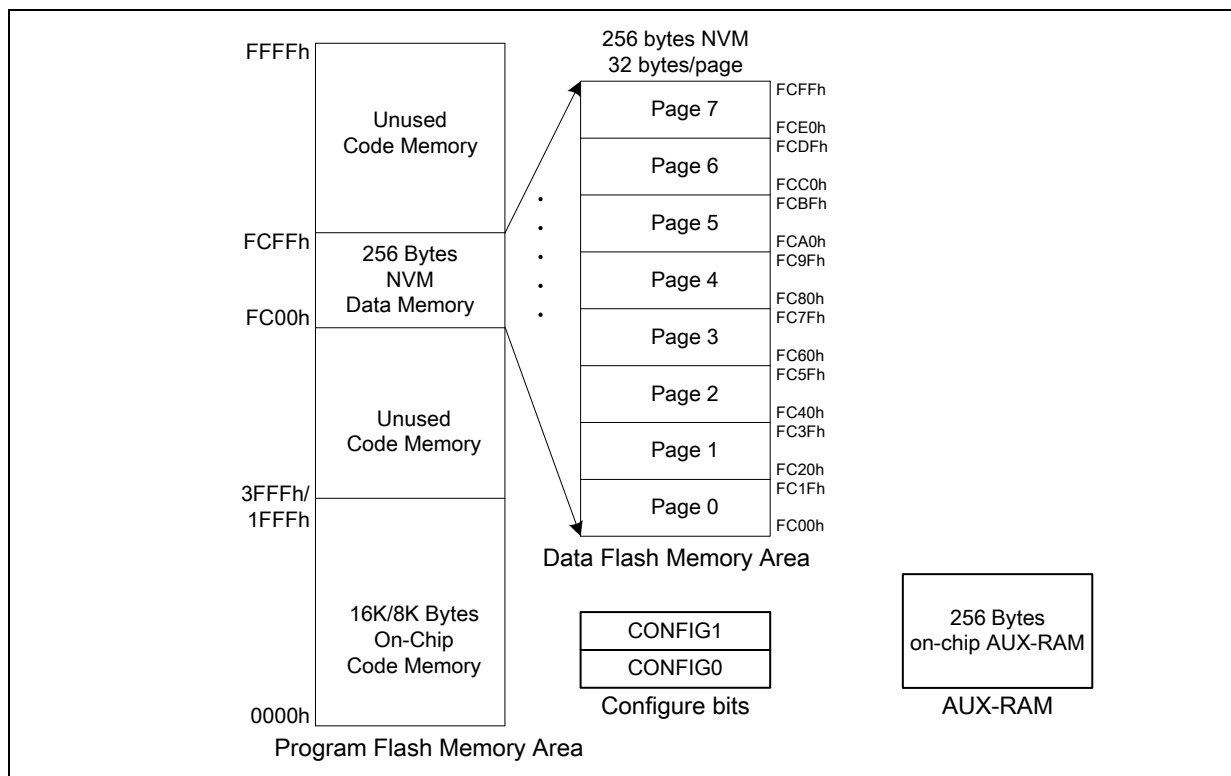 FFFFh
Unused
Code Memory
FCFFh
256 Bytes
NVM
Data Memory
FC00h
Unused
Code Memory
3FFFh/
1FFFh
16K/8K Bytes
On-Chip
Code Memory
0000h
Program Flash Memory Area
256 bytes NVM
32 bytes/page
Page 7
FCFFh
FCE0h
Page 6
FCDFh
FCC0h
Page 5
FCBFh
FCA0h
Page 4
FC9Fh
FC80h
Page 3
FC7Fh
FC60h
Page 2
FC5Fh
FC40h
Page 1
FC3Fh
FC20h
Page 0
FC1Fh
FC00h
Data Flash Memory Area
CONFIG1
CONFIG0
Configure bits
256 Bytes
on-chip AUX-RAM
AUX-RAM